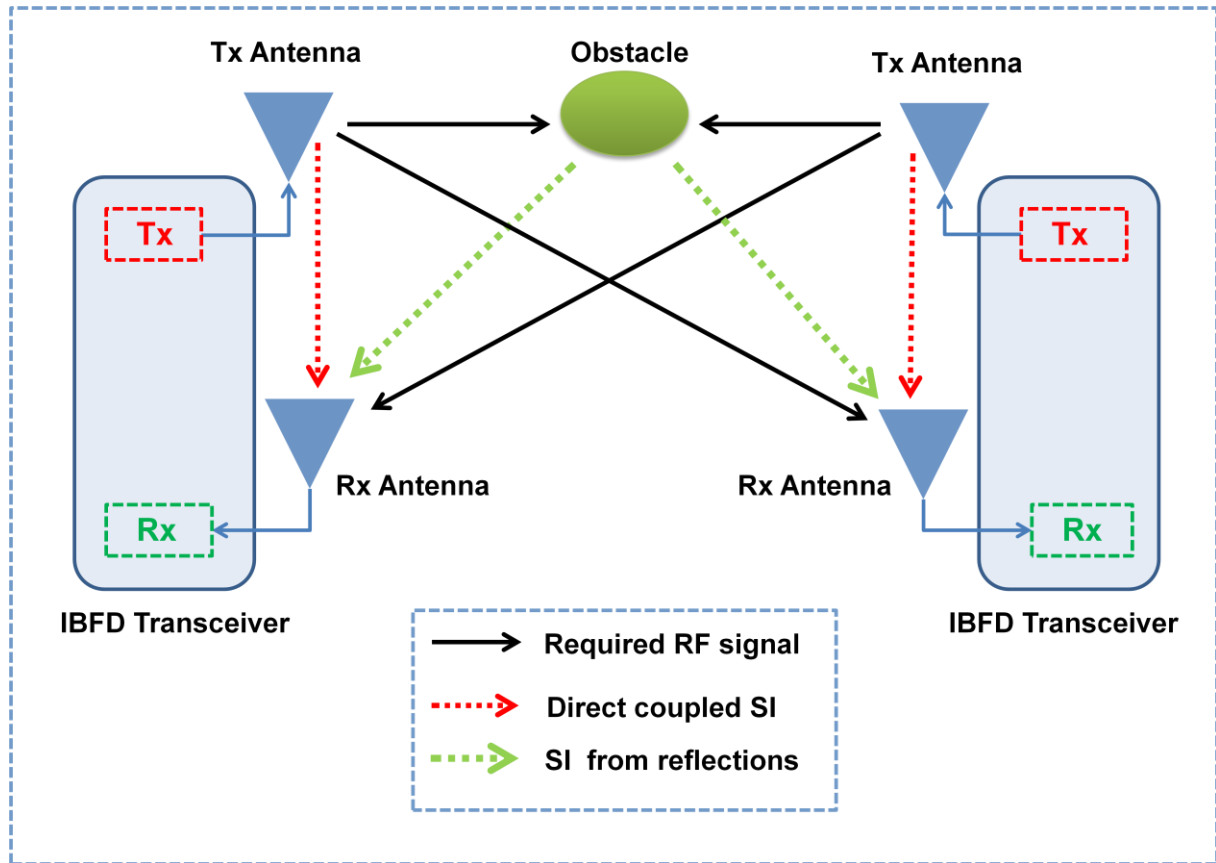 Tx Antenna
Obstacle
Tx Antenna
Tx
Tx
Rx Antenna
Rx Antenna
Rx
Rx
IBFD Transceiver
IBFD Transceiver
Required RF signal
Direct coupled SI
SI from reflections